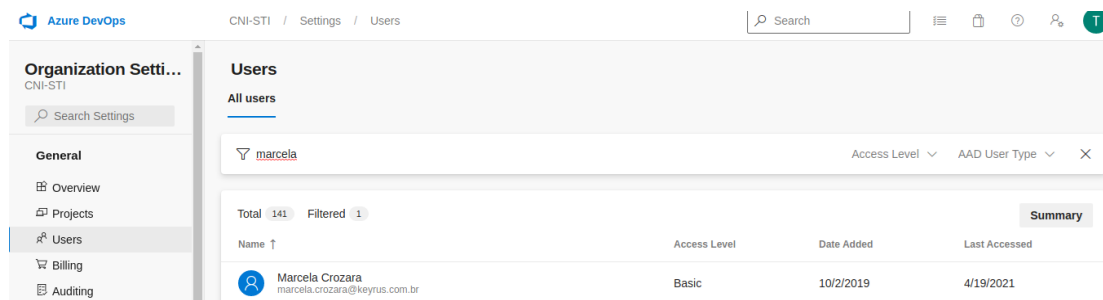 Azure DevOps
CNI-STI / Settings / Users
Search
T
Organization Setti...
CNI-STI
Search Settings
General
Overview
Projects
Users
Billing
Auditing
Users
All users
marcela
Access Level
AAD User Type
Total 141 Filtered 1
Summary
Name ↑ Access Level Date Added Last Accessed
Marcela Crozara Basic 10/2/2019 4/19/2021
marcela.crozara@keyrus.com.br